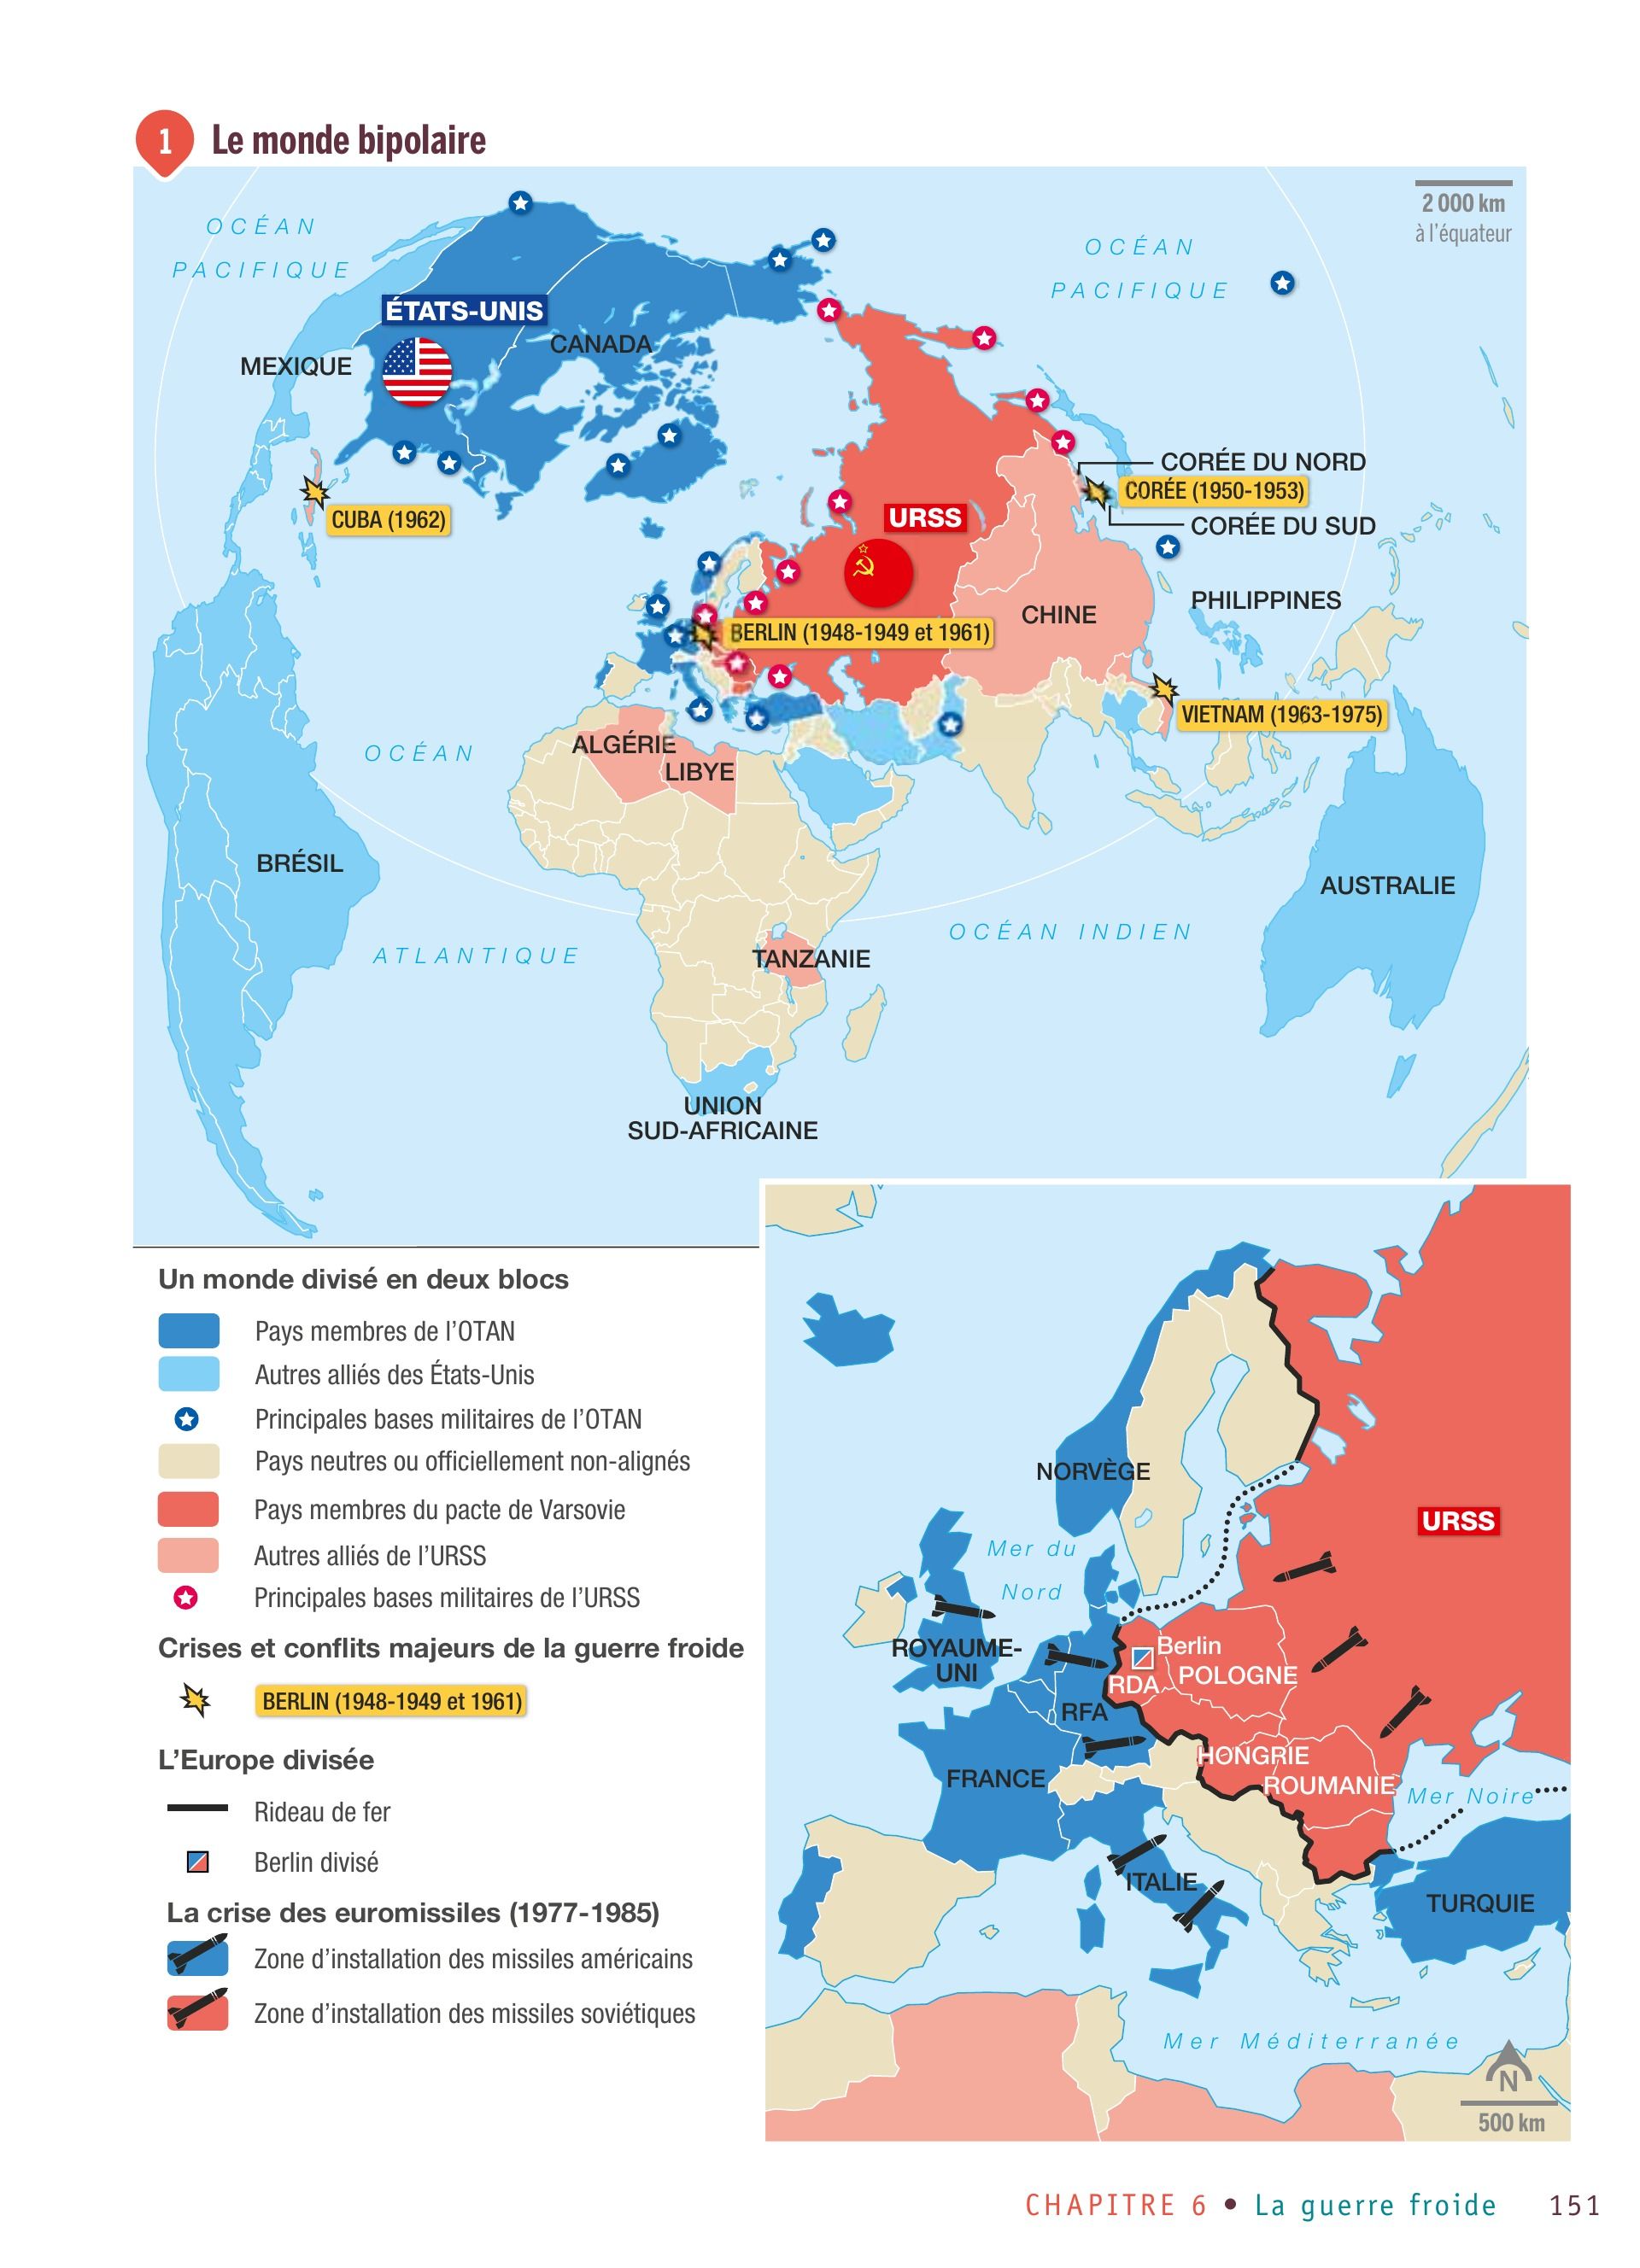 1
Le monde bipolaire
2 000 km
à l'équateur
OCÉAN
PACIFIQUE
OCÉAN
PACIFIQUE
ÉTATS-UNIS
CANADA
MEXIQUE
CORÉE DU NORD
CORÉE (1950-1953)
CORÉE DU SUD
CUBA (1962)
URSS
PHILIPPINES
CHINE
BERLIN (1948-1949 et 1961)
VIETNAM (1963-1975)
OCÉAN
ALGÉRIE
LIBYE
BRÉSIL
AUSTRALIE
OCÉAN INDIEN
ATLANTIQUE
TANZANIE
UNION
SUD-AFRICAINE
Un monde divisé en deux blocs
Pays membres de l'OTAN
Autres alliés des États-Unis
Principales bases militaires de l'OTAN
Pays neutres ou officiellement non-alignés
Pays membres du pacte de Varsovie
Autres alliés de l'URSS
Principales bases militaires de l'URSS
Crises et conflits majeurs de la guerre froide
BERLIN (1948-1949 et 1961)
L'Europe divisée
Rideau de fer
Berlin divisé
La crise des euromissiles (1977-1985)
Zone d'installation des missiles américains
Zone d'installation des missiles soviétiques
NORVÈGE
URSS
Mer du
Nord
ROYAUME-
UNI
Berlin
POLOGNE
RDA
RFA
HONGRIE
FRANCE
ROUMANIE
Mer Noire
ITALIE
TURQUIE
Mer Méditerranée
N
500 km
CHAPITRE 6 • La guerre froide 151